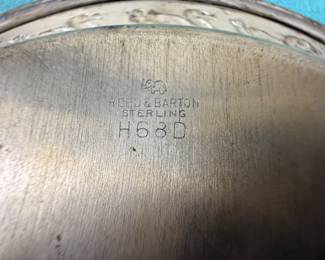 REED & BARTON
STERLING
H68D